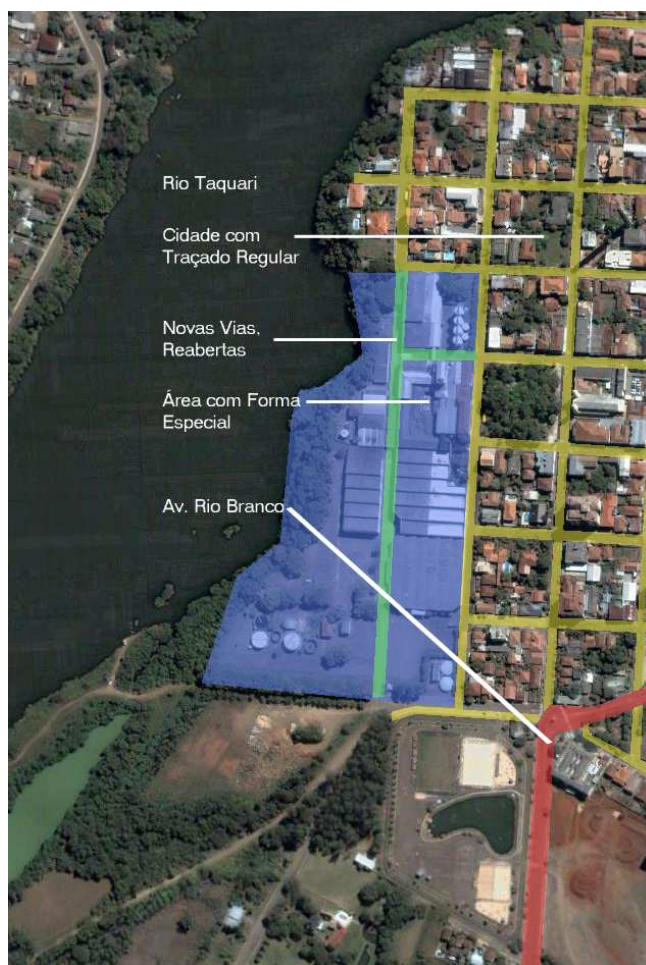 Rio Taquari
Cidade com
Traçado Regular
Novas Vias,
Reabertas
Área com Forma
Especial
Av. Rio Branco